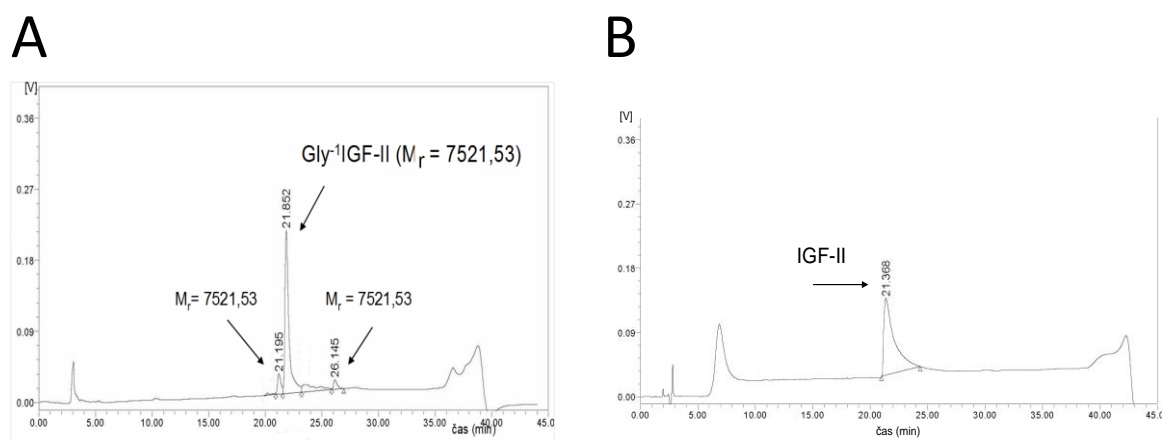 A
[V]
0.36
0.27
0.18
0.09
0.00
Gly-1IGF-II (Mr = 7521,53)
21.852
Mr= 7521,53
Mr = 7521,53
21.195
26.145
0.00 5.00 10.00 15.00 20.00 25.00 30.00 35.00 40.00 45.0
čas (min)
B
[V]
0.36
0.27
0.18
0.09
0.00
IGF-II
21.368
0.00 5.00 10.00 15.00 20.00 25.00 30.00 35.00 40.00 45.0
čas (min)